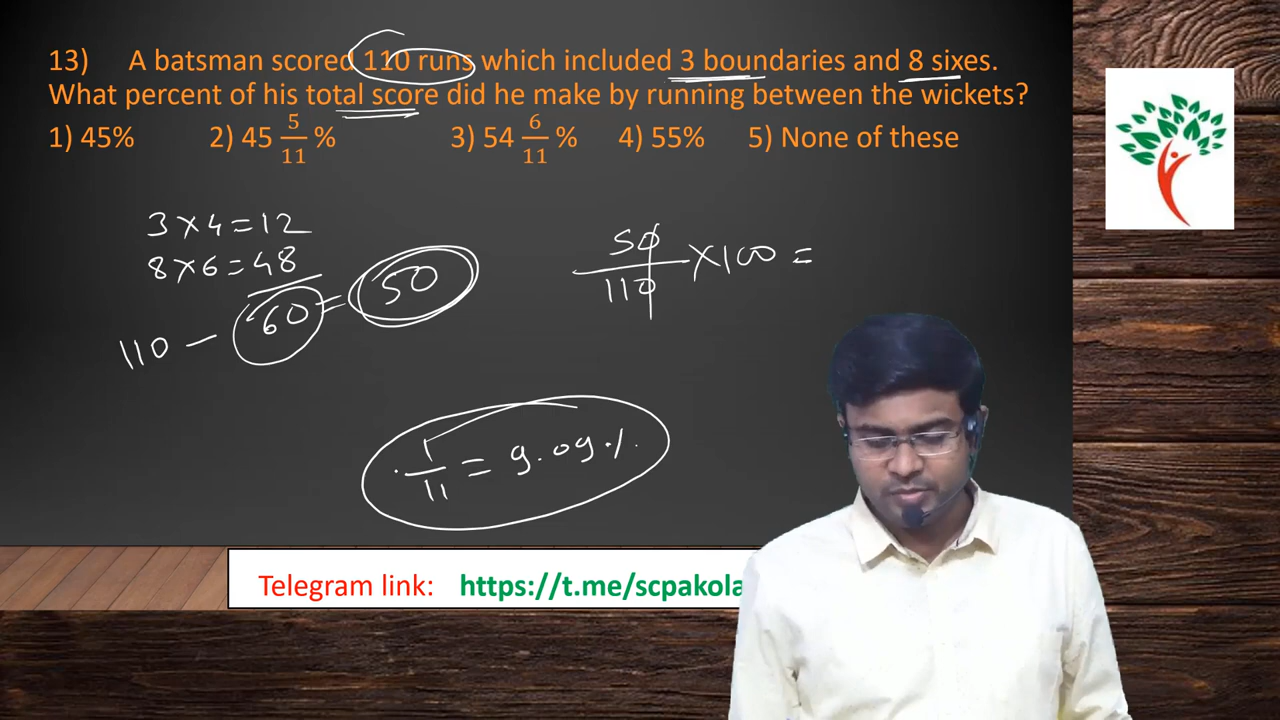 13) A batsman scored 110 runs which included 3 boundaries and 8 sixes.
What percent of his total score did he make by running between the wickets?
1) 45% 2) 45 5/11 % 3) 54 6/11 % 4) 55% 5) None of these
3 × 4 = 12
8 × 6 = 48
110 - 60 = 50
50/110 × 100 =
1/11 = 9.09%
Telegram link: https://t.me/scpakola